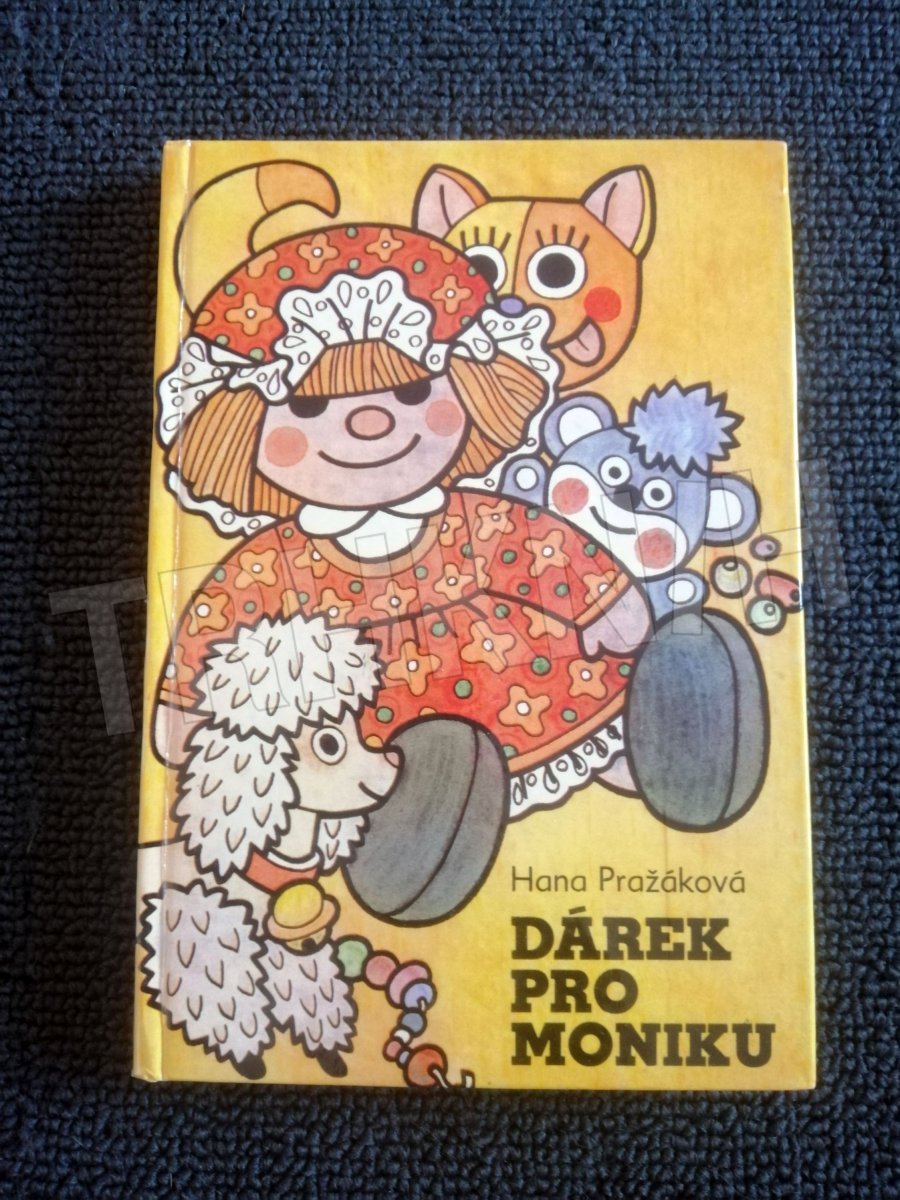 Hana Pražáková
DÁREK
PRO
MONIKU